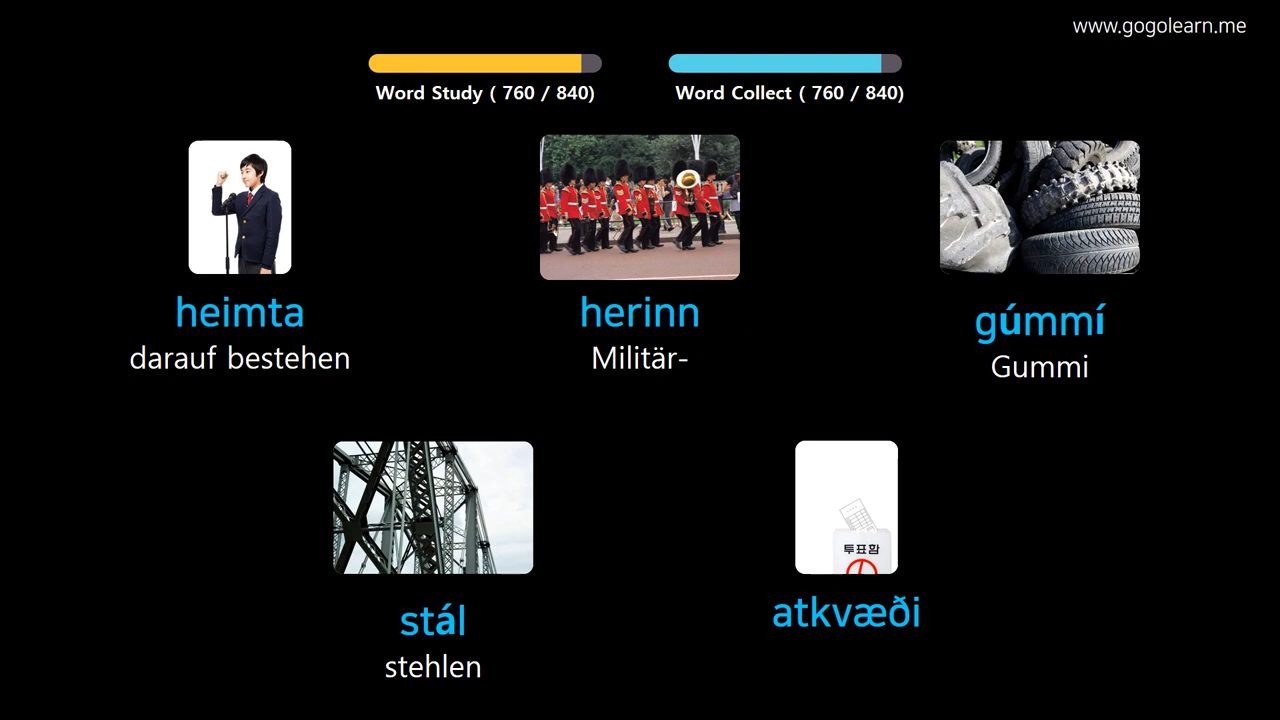 www.gogolearn.me
Word Study ( 760 / 840)
Word Collect ( 760 / 840)
heimta
darauf bestehen
herinn
Militär-
gúmmí
Gummi
stál
stehlen
투표함
atkvæði